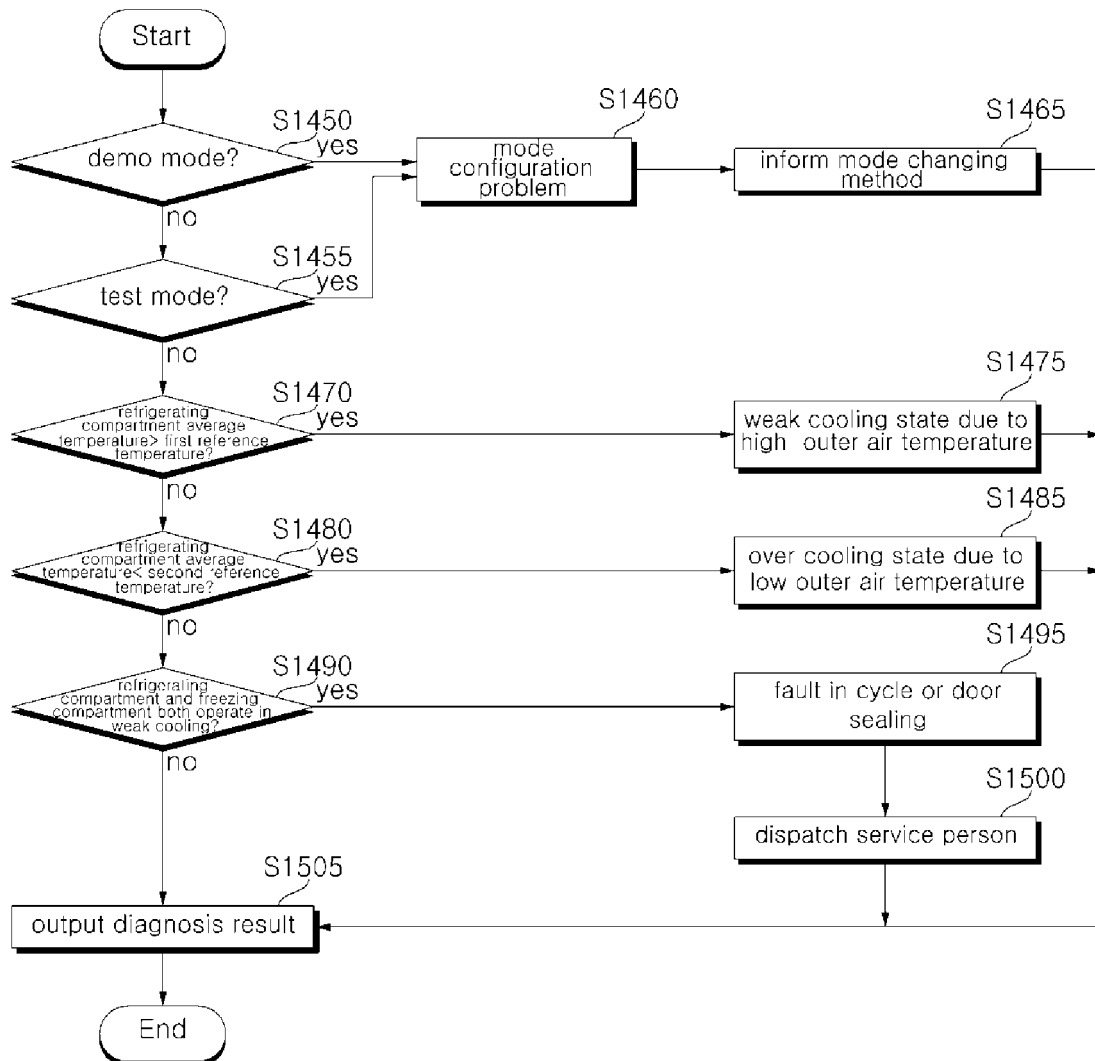 Start
S1450
demo mode?
yes
no
S1460
mode
configuration
problem
S1465
inform mode changing
method
S1455
test mode?
yes
no
S1470
refrigerating
compartment average
temperature> first reference
temperature?
yes
no
S1475
weak cooling state due to
high outer air temperature
S1480
refrigerating
compartment average
temperature< second reference
temperature?
yes
no
S1485
over cooling state due to
low outer air temperature
S1490
refrigerating
compartment and freezing
compartment both operate in
weak cooling?
yes
no
S1495
fault in cycle or door
sealing
S1500
dispatch service person
S1505
output diagnosis result
End